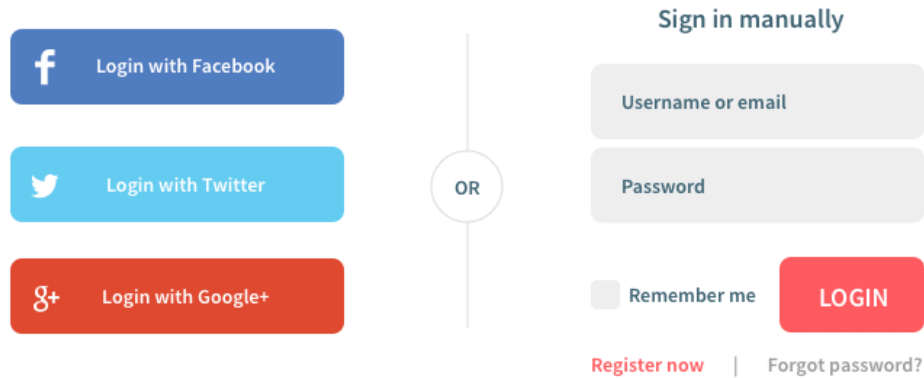 Login with Facebook
Login with Twitter
Login with Google+
OR
Sign in manually
Username or email
Password
Remember me
LOGIN
Register now | Forgot password?